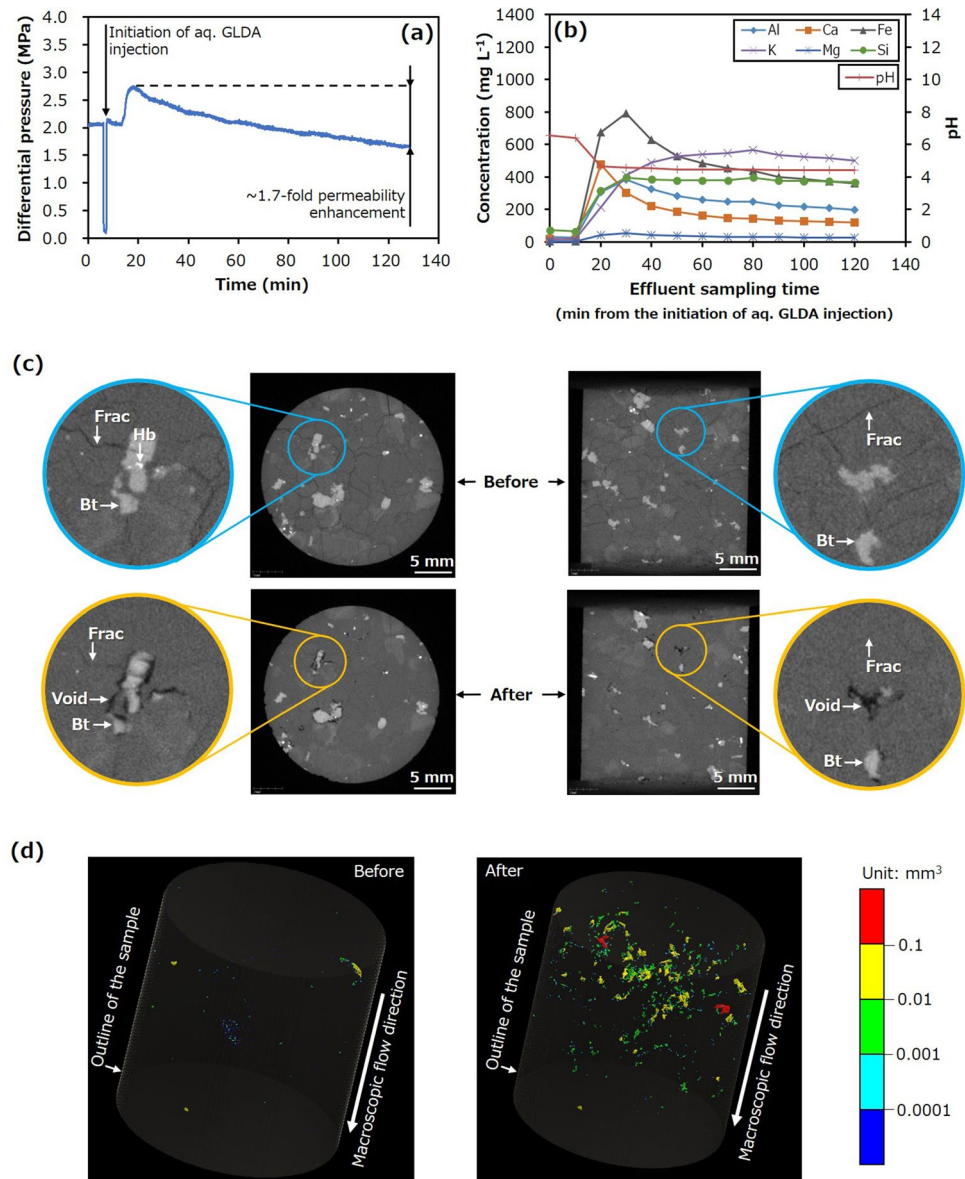 (a)
Initiation of aq. GLDA
injection
Differential pressure (MPa)
4.0
3.5
3.0
2.5
2.0
1.5
1.0
0.5
0.0
~1.7-fold permeability
enhancement
0 20 40 60 80 100 120 140
Time (min)
(b)
Al Ca Fe
K Mg Si
pH
Concentration (mg L⁻¹)
1400
1200
1000
800
600
400
200
0
14
12
10
8
6
4
2
0
pH
0 20 40 60 80 100 120 140
Effluent sampling time
(min from the initiation of aq. GLDA injection)
(c)
Frac
Hb
Bt
5 mm
Before
5 mm
Frac
Bt
Frac
Void
Bt
5 mm
After
5 mm
Frac
Void
Bt
(d)
Before
Outline of the sample
Macroscopic flow direction
After
Outline of the sample
Macroscopic flow direction
Unit: mm³
0.1
0.01
0.001
0.0001